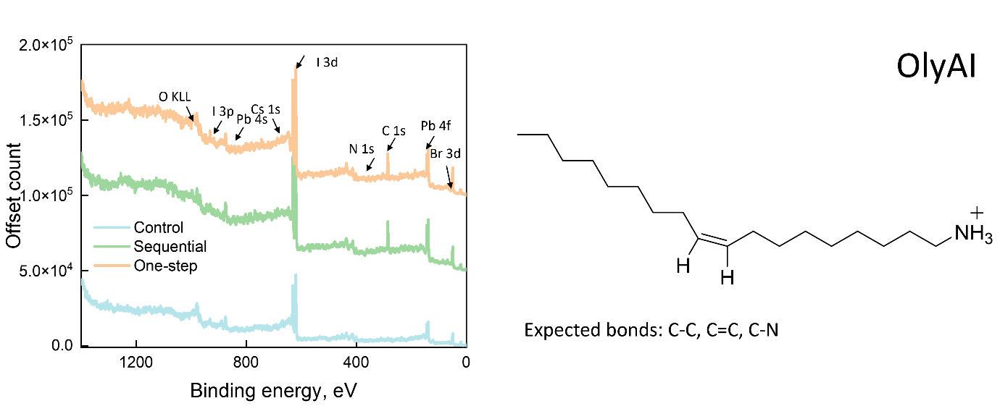 2.0×10⁵
1.5×10⁵
1.0×10⁵
5.0×10⁴
0.0
Offset count
O KLL
I 3p
Pb 4s
Cs 1s
I 3d
N 1s
C 1s
Pb 4f
Br 3d
Control
Sequential
One-step
1200
800
400
0
Binding energy, eV
OlyAI
+
NH3
H
H
Expected bonds: C-C, C=C, C-N